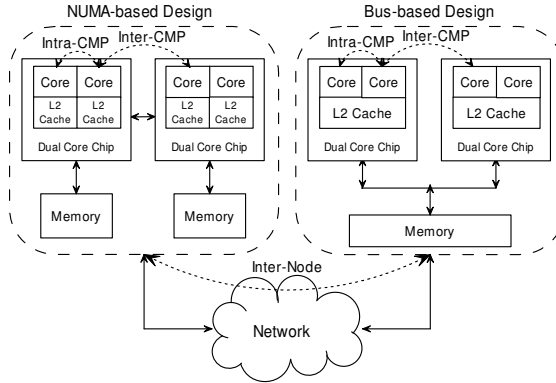 NUMA-based Design
Bus-based Design
Intra-CMP
Inter-CMP
Intra-CMP
Inter-CMP
Core
Core
Core
Core
Core
Core
Core
Core
L2
Cache
L2
Cache
L2
Cache
L2
Cache
L2 Cache
L2 Cache
Dual Core Chip
Dual Core Chip
Dual Core Chip
Dual Core Chip
Memory
Memory
Memory
Inter-Node
Network